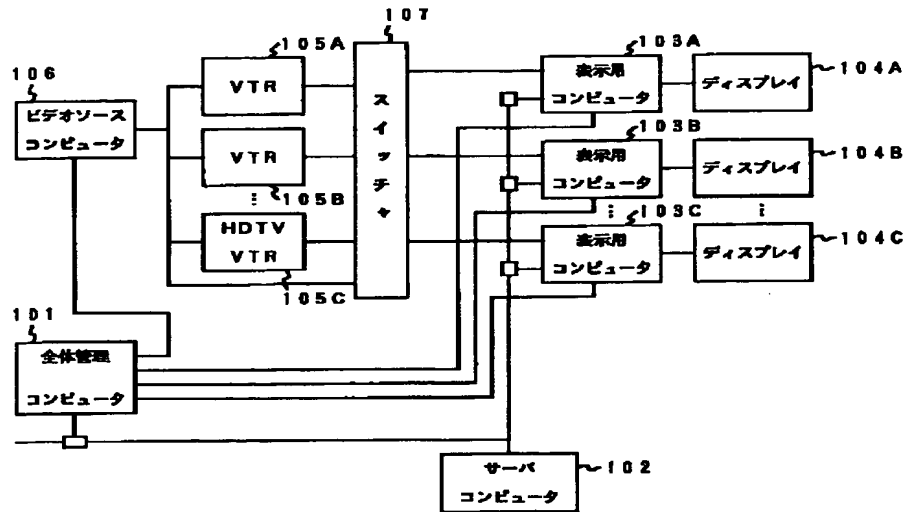 107
105A
103A
106
VTR
ス
イ
ッ
チ
ャ
表示用
コンピュータ
ディスプレイ
104A
ビデオソース
コンピュータ
103B
VTR
表示用
コンピュータ
ディスプレイ
104B
105B
103C
HDTV
VTR
表示用
コンピュータ
ディスプレイ
104C
105C
101
全体管理
コンピュータ
サーバ
コンピュータ
102